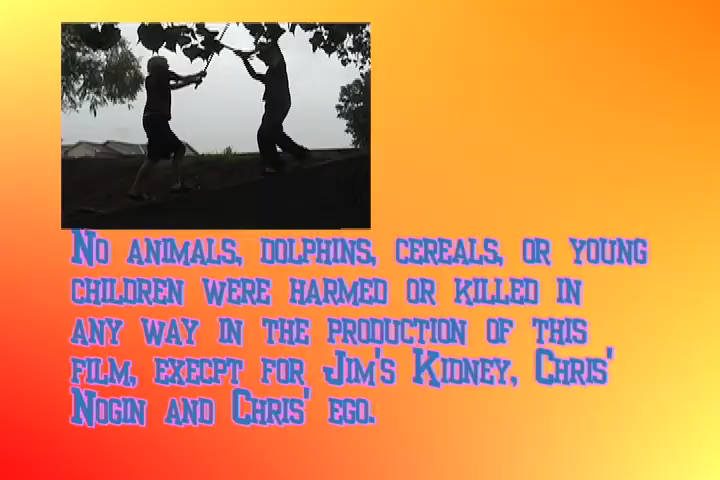 No animals, dolphins, cereals, or young
children were harmed or killed in
any way in the production of this
film, execpt for Jim's Kidney, Chris'
Nogin and Chris' ego.